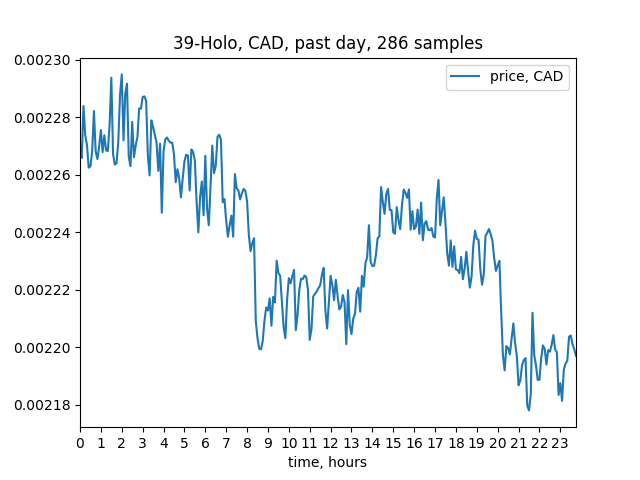 39-Holo, CAD, past day, 286 samples
price, CAD
0.00230
0.00228
0.00226
0.00224
0.00222
0.00220
0.00218
0 1 2 3 4 5 6 7 8 9 10 11 12 13 14 15 16 17 18 19 20 21 22 23
time, hours